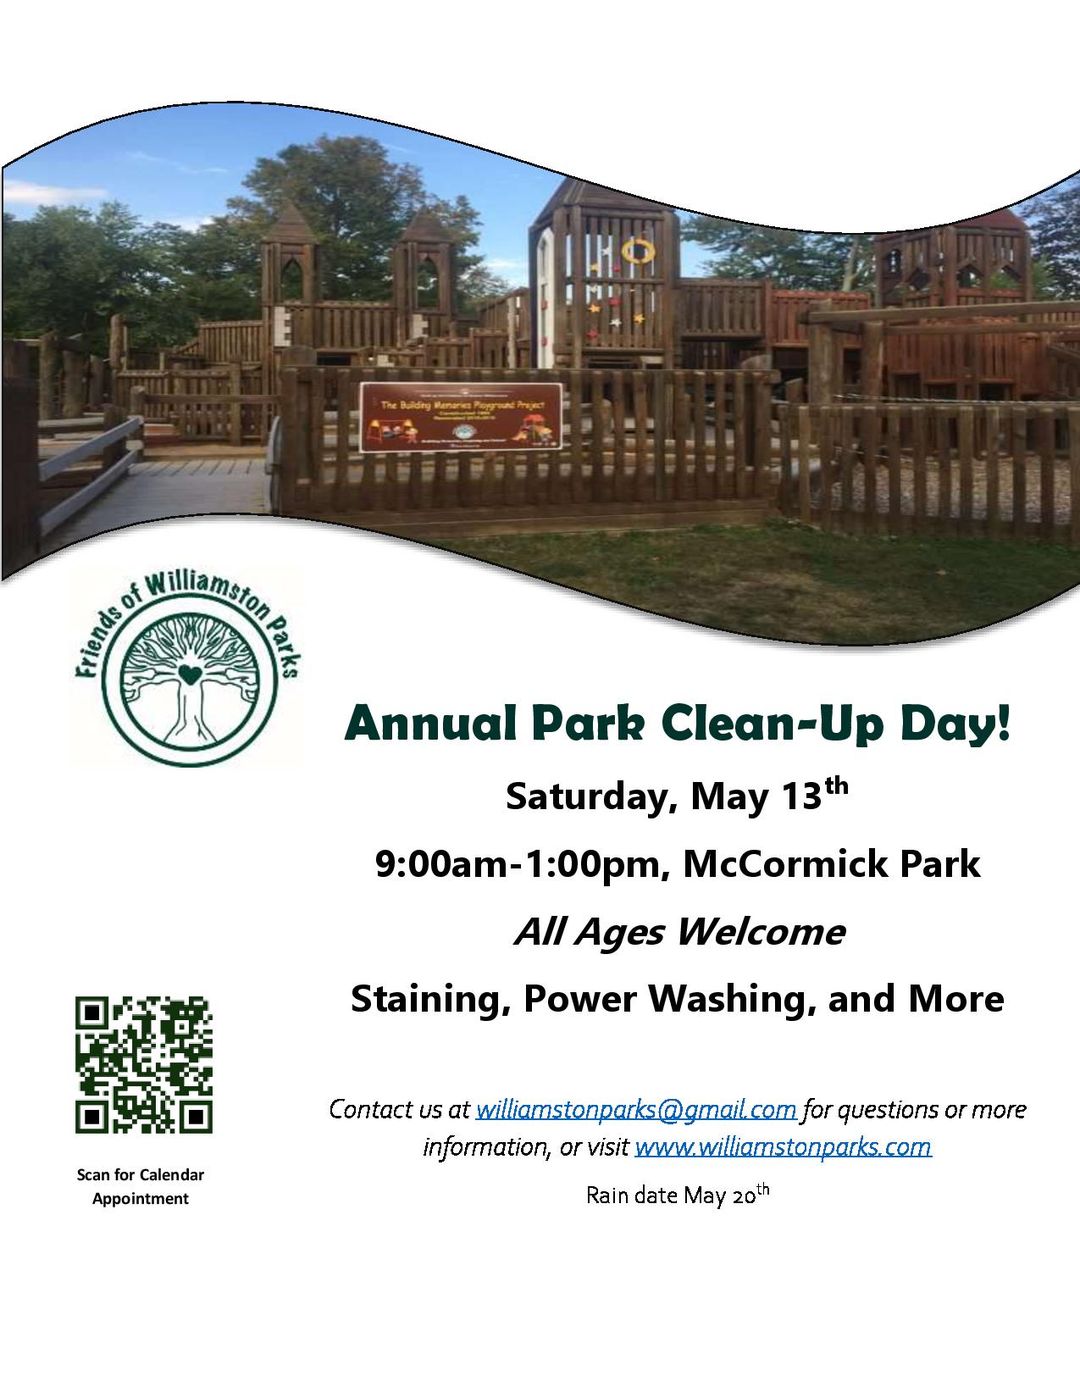 The Building Memories Playground Project
Friends of Williamston Parks
Annual Park Clean-Up Day!
Saturday, May 13th
9:00am-1:00pm, McCormick Park
All Ages Welcome
Staining, Power Washing, and More
Contact us at williamstonparks@gmail.com for questions or more
information, or visit www.williamstonparks.com
Rain date May 20th
Scan for Calendar
Appointment